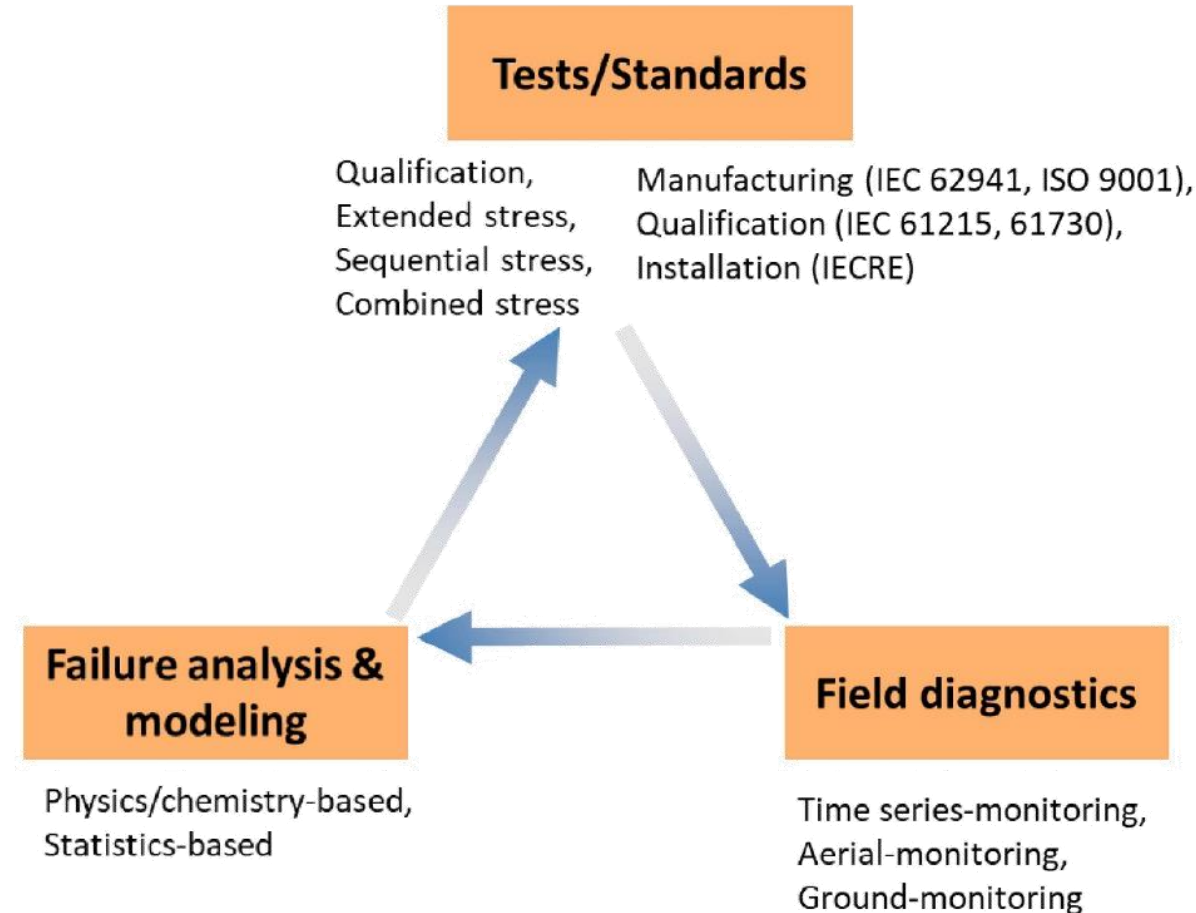 Tests/Standards
Qualification,
Extended stress,
Sequential stress,
Combined stress
Manufacturing (IEC 62941, ISO 9001),
Qualification (IEC 61215, 61730),
Installation (IECRE)
Failure analysis &
modeling
Physics/chemistry-based,
Statistics-based
Field diagnostics
Time series-monitoring,
Aerial-monitoring,
Ground-monitoring